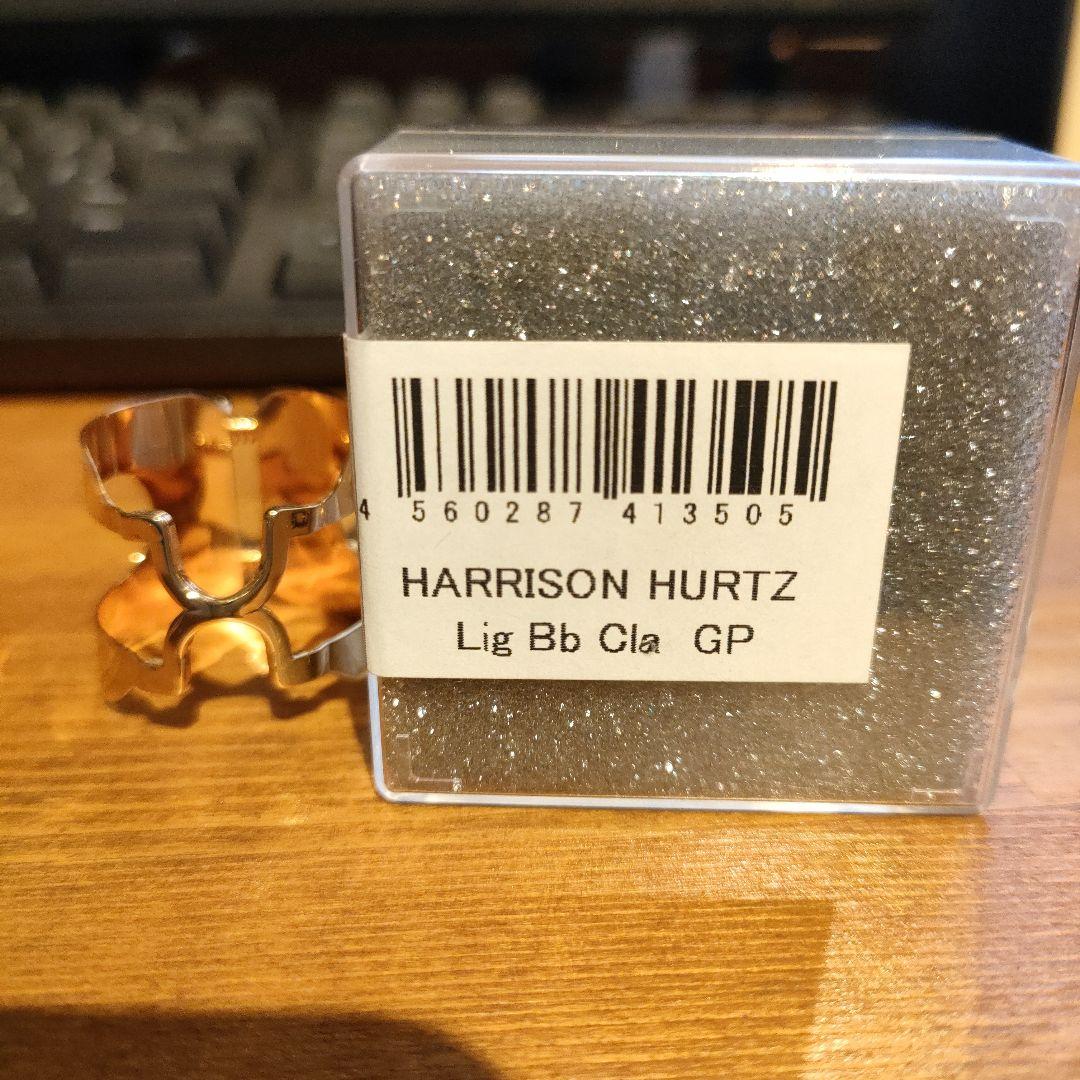 4 560287 413505
HARRISON HURTZ
Lig Bb Cla GP